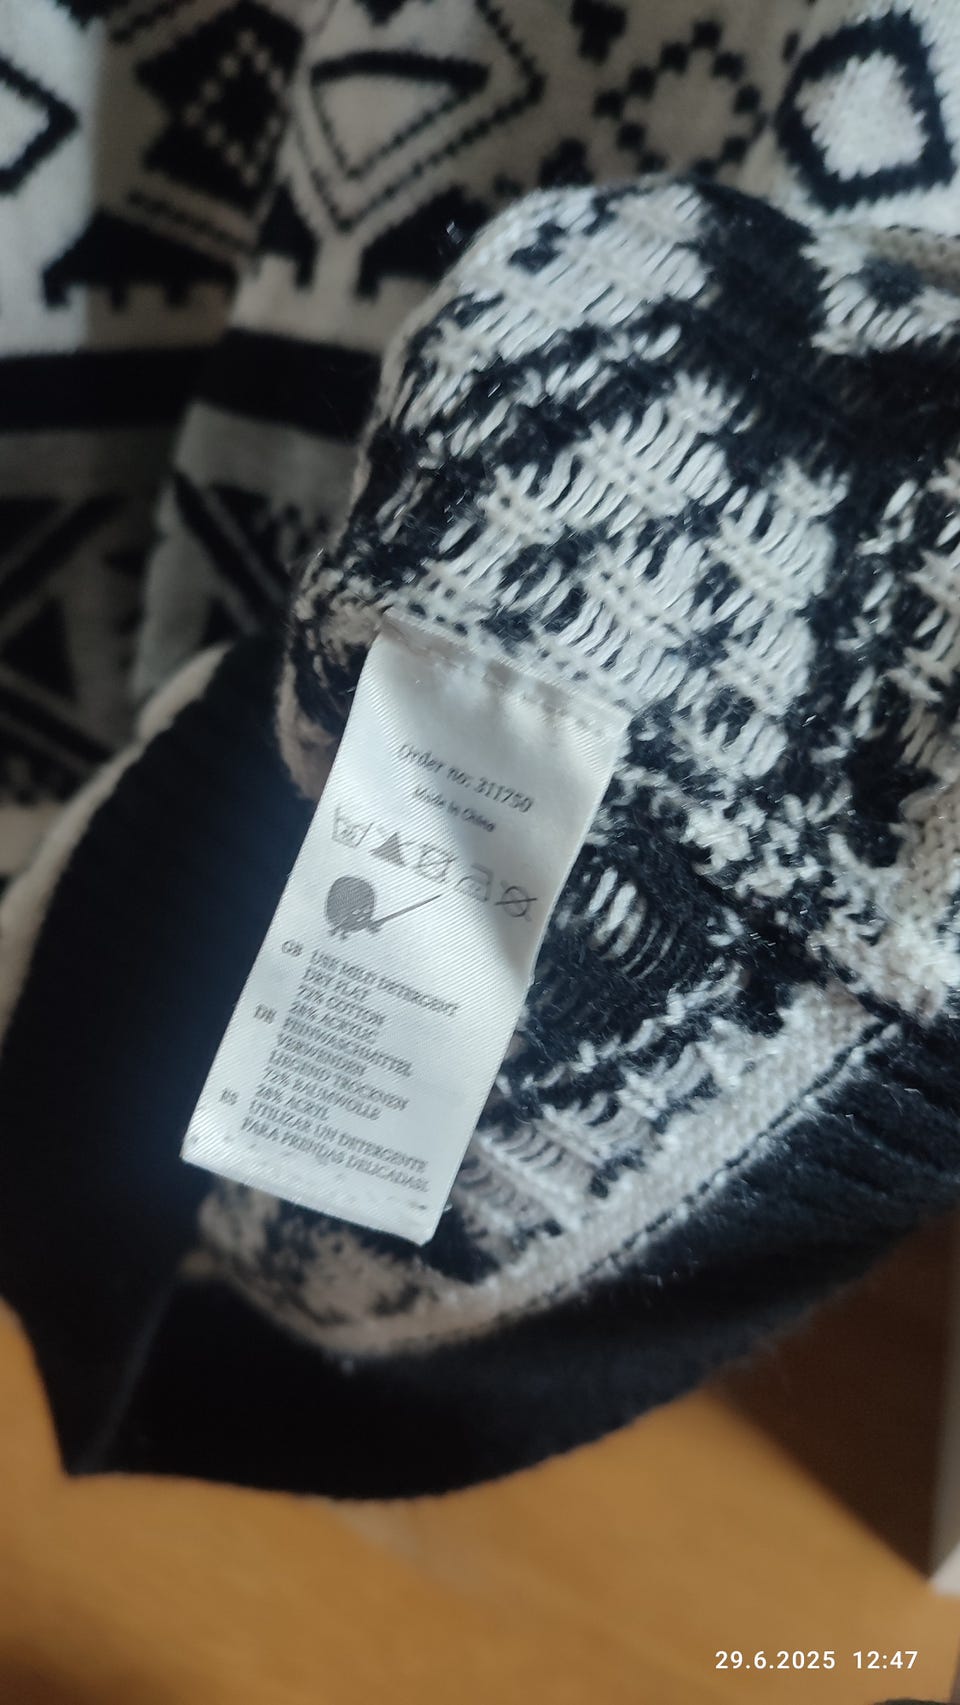 Order no: 311750
Made in China
GB USE MILD DETERGENT
DRY FLAT
72% COTTON
28% ACRYLIC
DE FEINWASCHMITTEL
VERWENDEN
LIEGEND TROCKNEN
72% BAUMWOLLE
28% ACRYL
ES UTILIZAR UN DETERGENTE
PARA PRENDAS DELICADAS.
29.6.2025 12:47